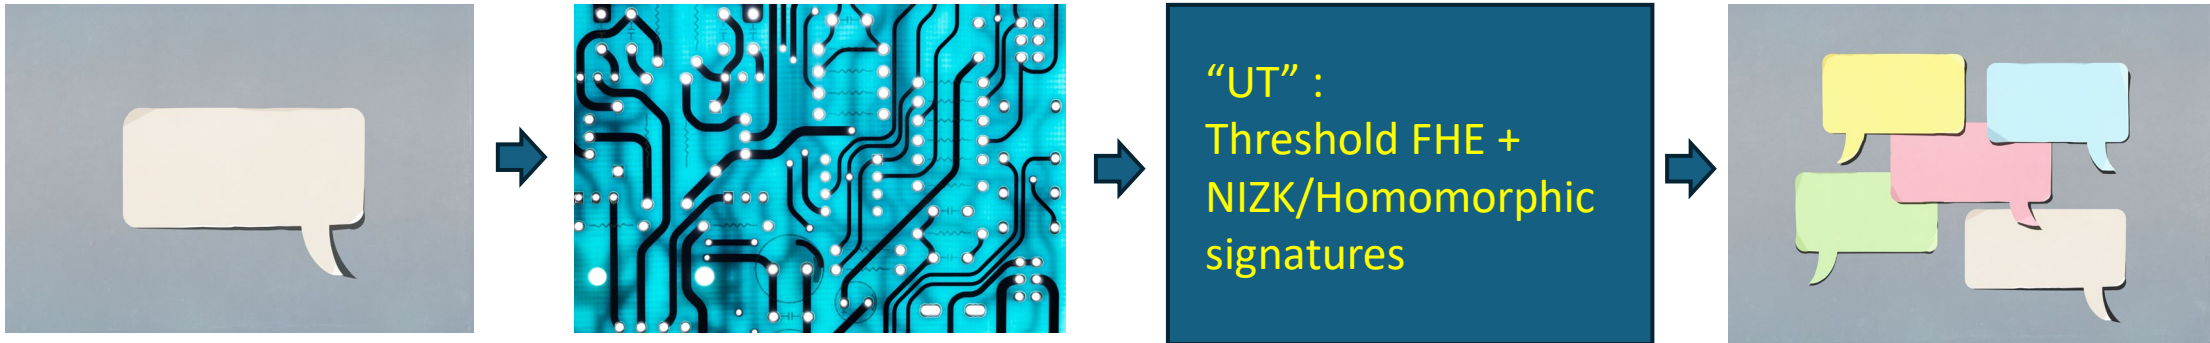 “UT” :
Threshold FHE +
NIZK/Homomorphic
signatures